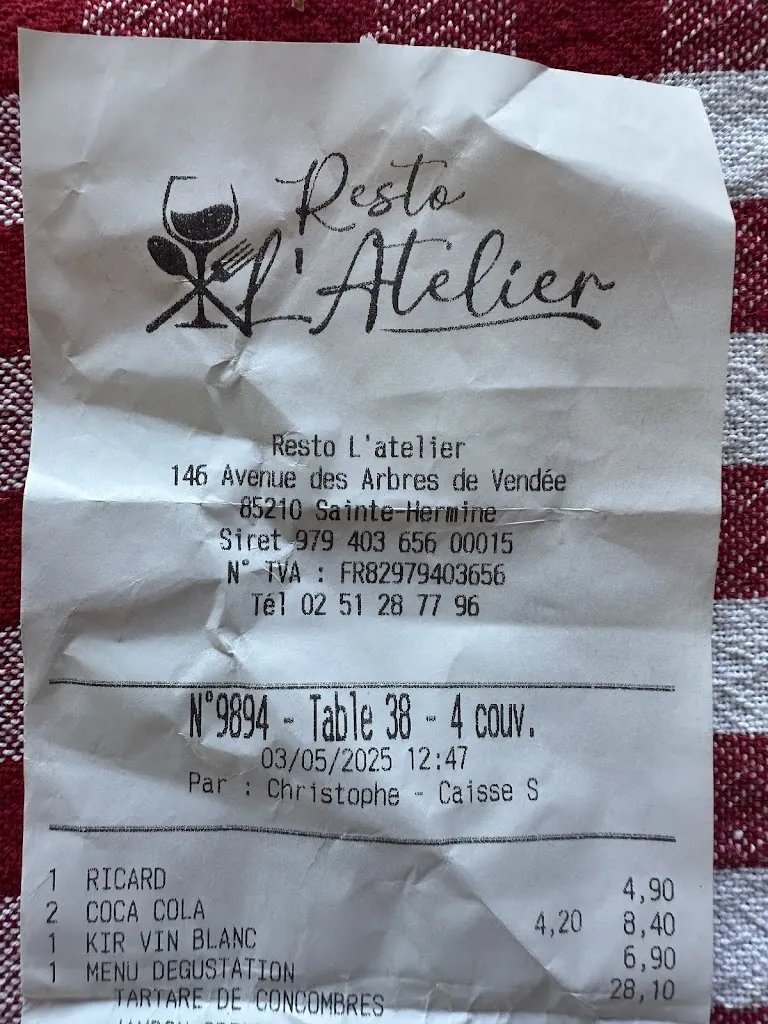 Resto
L'Atelier
Resto L'atelier
146 Avenue des Arbres de Vendée
85210 Sainte-Hermine
Siret 979 403 656 00015
N° TVA : FR82979403656
Tél 02 51 28 77 96
N°9894 - Table 38 - 4 couv.
03/05/2025 12:47
Par : Christophe - Caisse S
1 RICARD 4,90
2 COCA COLA 4,20 8,40
1 KIR VIN BLANC 6,90
1 MENU DEGUSTATION 28,10
TARTARE DE CONCOMBRES